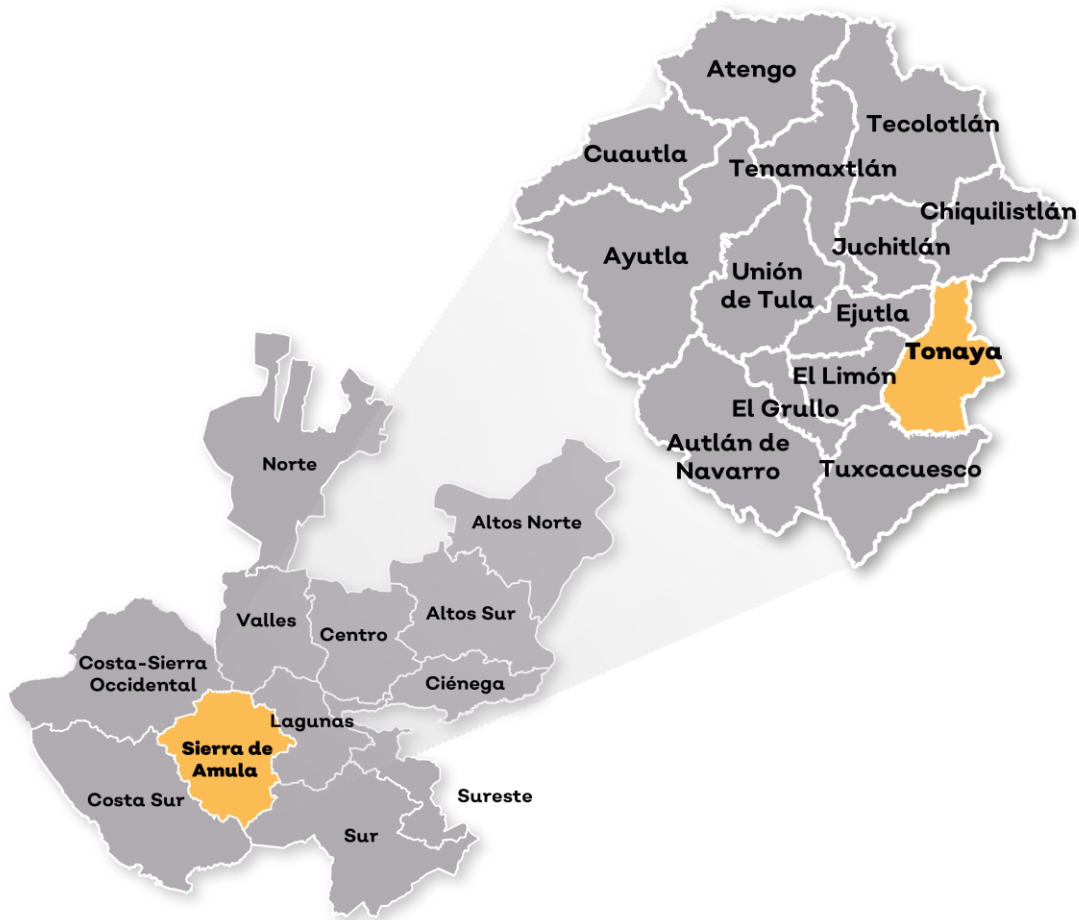 Atengo
Tecolotlán
Cuautla
Tenamaxtlán
Chiquilistlán
Juchitlán
Ayutla
Unión
de Tula
Ejutla
Tonaya
El Limón
El Grullo
Autlán de
Navarro
Tuxcacuesco
Norte
Altos Norte
Valles
Centro
Altos Sur
Costa-Sierra
Occidental
Ciénega
Lagunas
Sierra de
Amula
Costa Sur
Sureste
Sur